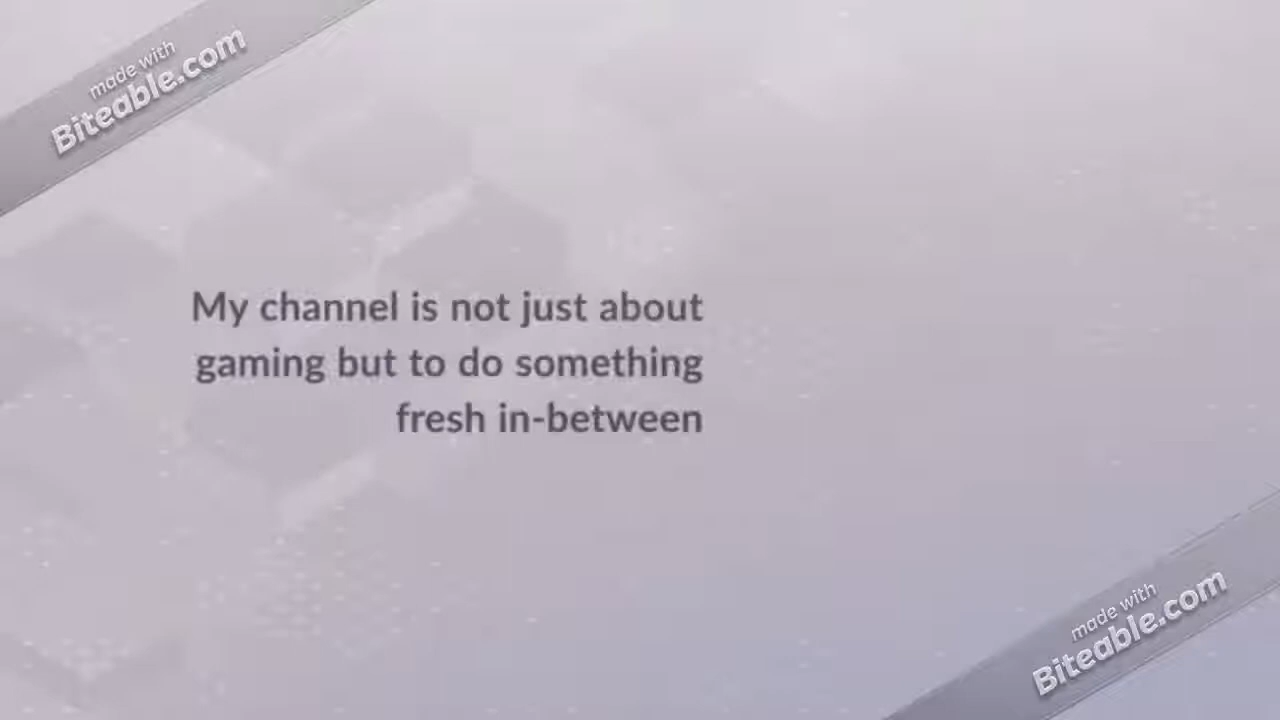 made with
Biteable.com
My channel is not just about
gaming but to do something
fresh in-between
made with
Biteable.com